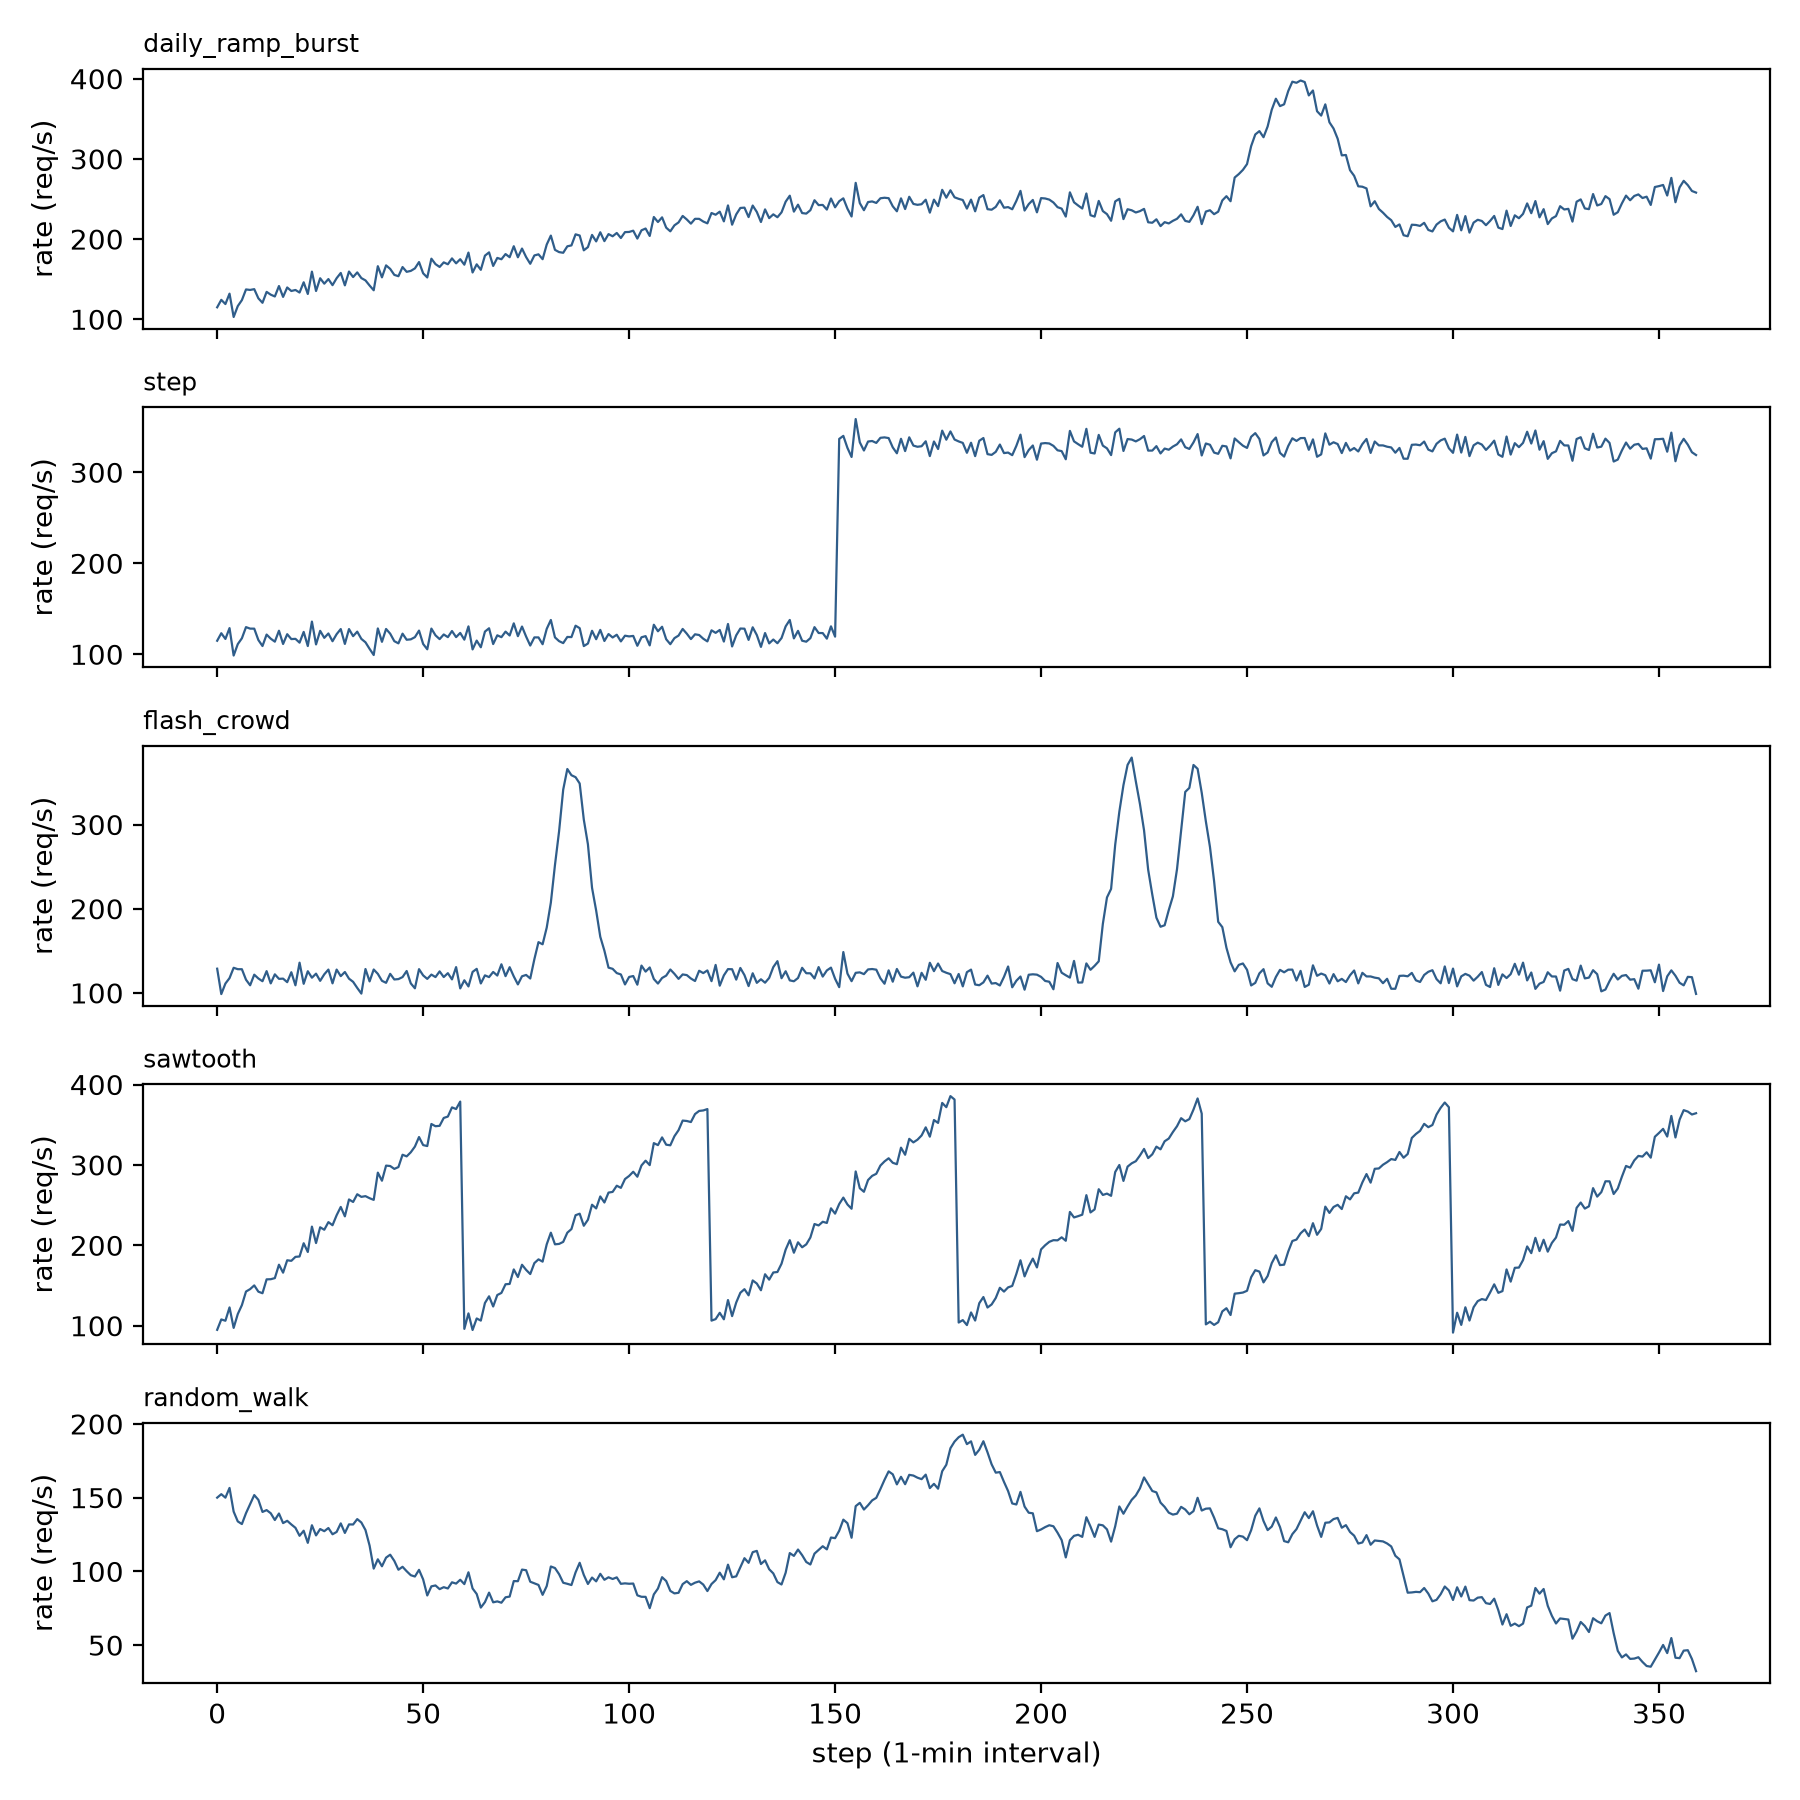 daily_ramp_burst
400
300
200
100
rate (req/s)
step
300
200
100
rate (req/s)
flash_crowd
300
200
100
rate (req/s)
sawtooth
400
300
200
100
rate (req/s)
random_walk
200
150
100
50
rate (req/s)
0 50 100 150 200 250 300 350
step (1-min interval)